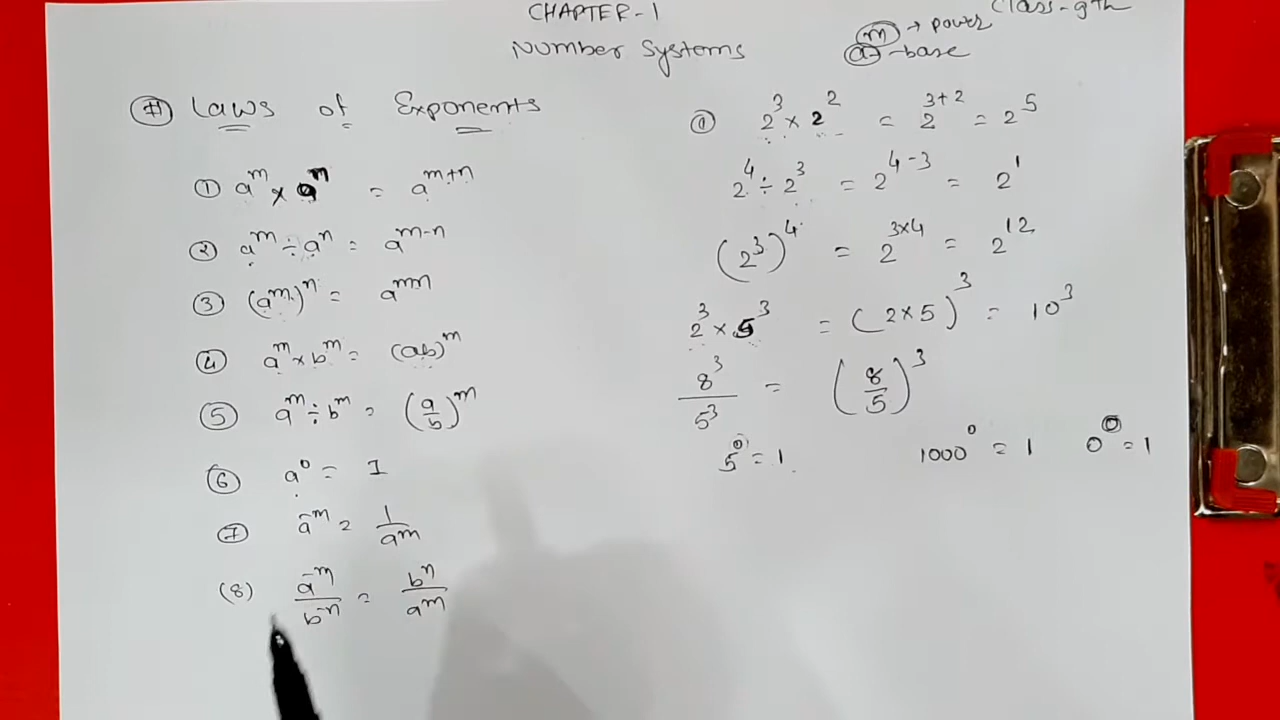 CHAPTER-1
Class-9th
Number Systems
m → power
a -base
# Laws of Exponents
① a^m × a^n = a^(m+n)
② a^m ÷ a^n = a^(m-n)
③ (a^m)^n = a^(mn)
④ a^m × b^m = (ab)^m
⑤ a^m ÷ b^m = (a/b)^m
⑥ a^0 = 1
⑦ a^-m = 1/a^m
(8) a^-m/b^-n = b^n/a^m
① 2^3 × 2^2 = 2^(3+2) = 2^5
2^4 ÷ 2^3 = 2^(4-3) = 2^1
(2^3)^4 = 2^(3×4) = 2^12
2^3 × 5^3 = (2×5)^3 = 10^3
8^3/5^3 = (8/5)^3
5^0 = 1 1000^0 = 1 0^0 = 1